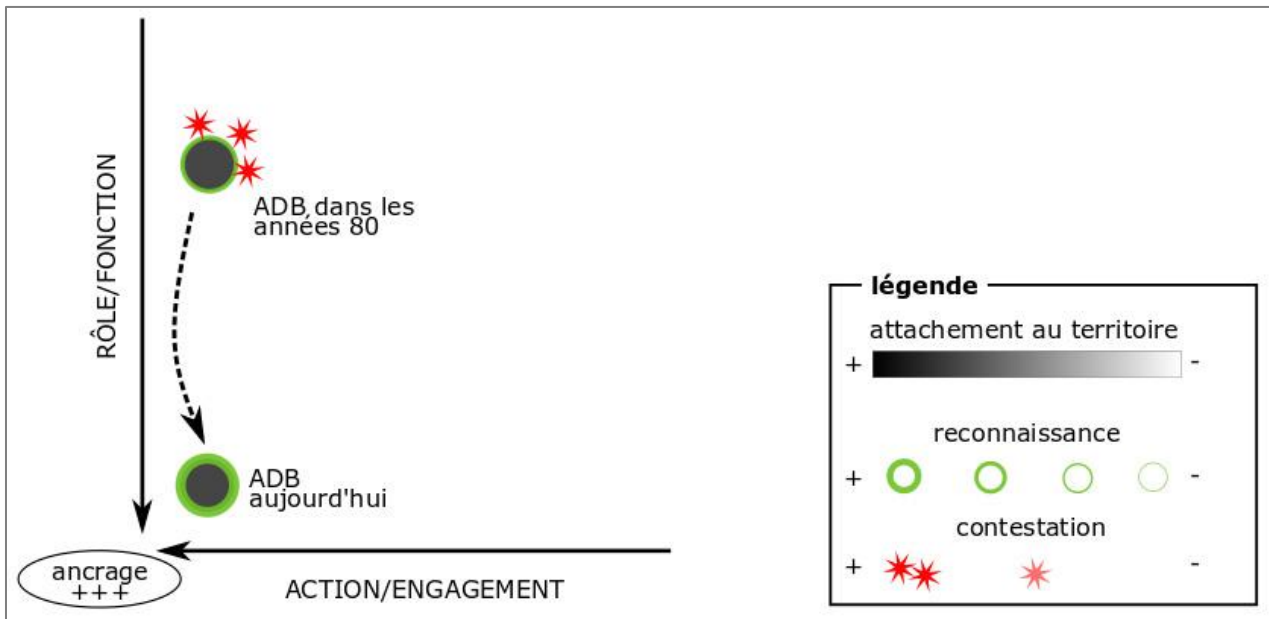 RÔLE/FONCTION
ADB dans les
années 80
ADB
aujourd'hui
ancrage
+++
ACTION/ENGAGEMENT
légende
attachement au territoire
+ -
reconnaissance
+ -
contestation
+ -